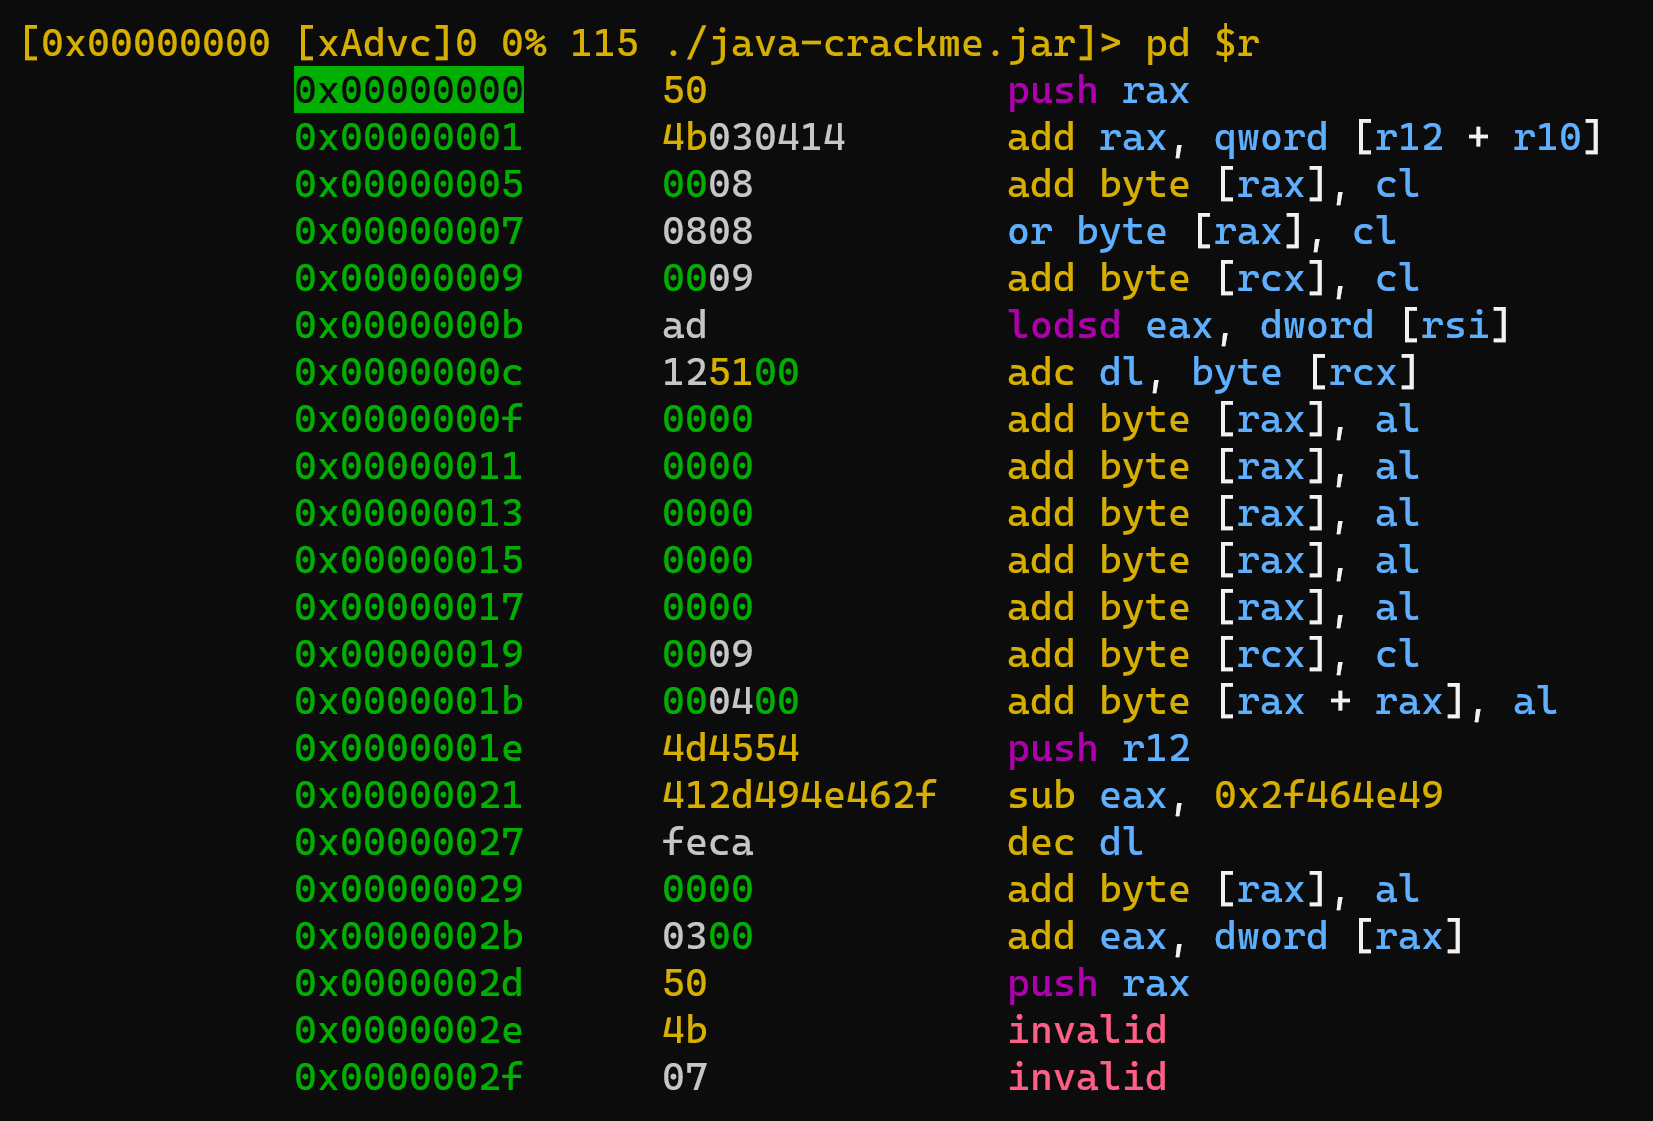 [0x00000000 [xAdvc]0 0% 115 ./java-crackme.jar]> pd $r
0x00000000 50 push rax
0x00000001 4b030414 add rax, qword [r12 + r10]
0x00000005 0008 add byte [rax], cl
0x00000007 0808 or byte [rax], cl
0x00000009 0009 add byte [rcx], cl
0x0000000b ad lodsd eax, dword [rsi]
0x0000000c 125100 adc dl, byte [rcx]
0x0000000f 0000 add byte [rax], al
0x00000011 0000 add byte [rax], al
0x00000013 0000 add byte [rax], al
0x00000015 0000 add byte [rax], al
0x00000017 0000 add byte [rax], al
0x00000019 0009 add byte [rcx], cl
0x0000001b 000400 add byte [rax + rax], al
0x0000001e 4d4554 push r12
0x00000021 412d494e462f sub eax, 0x2f464e49
0x00000027 feca dec dl
0x00000029 0000 add byte [rax], al
0x0000002b 0300 add eax, dword [rax]
0x0000002d 50 push rax
0x0000002e 4b invalid
0x0000002f 07 invalid